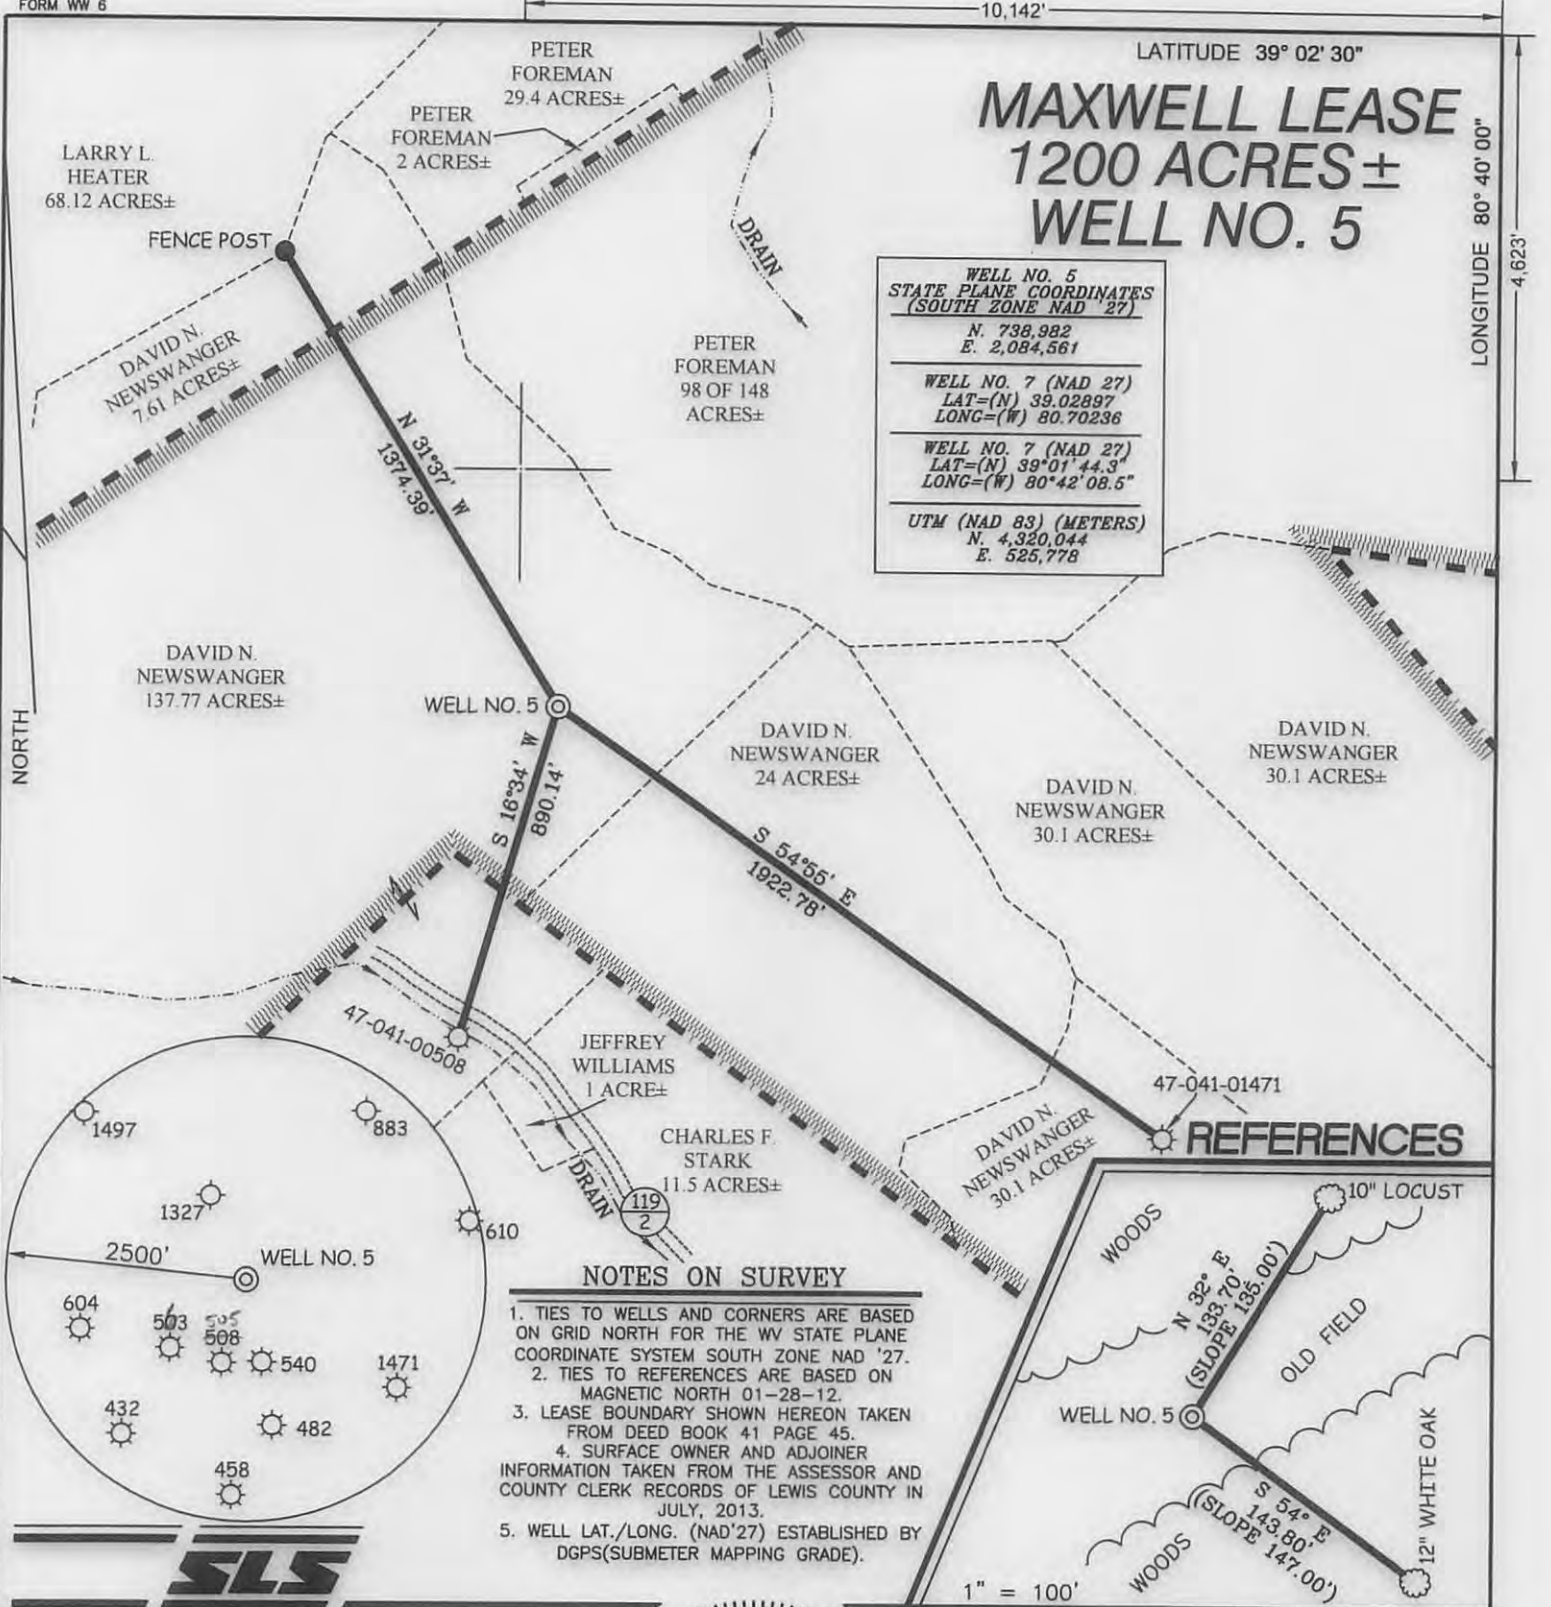 FORM WW 6
10,142'
LATITUDE 39° 02' 30"
MAXWELL LEASE
1200 ACRES ±
WELL NO. 5
LONGITUDE 80° 40' 00"
4,623'
PETER
FOREMAN
29.4 ACRES±
PETER
FOREMAN
2 ACRES±
LARRY L.
HEATER
68.12 ACRES±
FENCE POST
DRAIN
DAVID N.
NEWSWANGER
7.61 ACRES±
PETER
FOREMAN
98 OF 148
ACRES±
WELL NO. 5
STATE PLANE COORDINATES
(SOUTH ZONE NAD '27)
N. 738,982
E. 2,084,561
WELL NO. 7 (NAD 27)
LAT=(N) 39.02897
LONG=(W) 80.70236
WELL NO. 7 (NAD 27)
LAT=(N) 39°01'44.3"
LONG=(W) 80°42'08.5"
UTM (NAD 83) (METERS)
N. 4,320,044
E. 525,778
N 31°37' W
1374.39'
DAVID N.
NEWSWANGER
137.77 ACRES±
NORTH
WELL NO. 5
S 16°34' W
890.14'
DAVID N.
NEWSWANGER
24 ACRES±
DAVID N.
NEWSWANGER
30.1 ACRES±
DAVID N.
NEWSWANGER
30.1 ACRES±
S 54°55' E
1922.78'
47-041-00508
JEFFREY
WILLIAMS
1 ACRE±
CHARLES F.
STARK
11.5 ACRES±
DRAIN
119
2
DAVID N.
NEWSWANGER
30.1 ACRES±
47-041-01471
1497
883
1327
610
2500'
WELL NO. 5
604
503
6
505
508
540
1471
432
482
458
NOTES ON SURVEY
1. TIES TO WELLS AND CORNERS ARE BASED
ON GRID NORTH FOR THE WV STATE PLANE
COORDINATE SYSTEM SOUTH ZONE NAD '27.
2. TIES TO REFERENCES ARE BASED ON
MAGNETIC NORTH 01-28-12.
3. LEASE BOUNDARY SHOWN HEREON TAKEN
FROM DEED BOOK 41 PAGE 45.
4. SURFACE OWNER AND ADJOINER
INFORMATION TAKEN FROM THE ASSESSOR AND
COUNTY CLERK RECORDS OF LEWIS COUNTY IN
JULY, 2013.
5. WELL LAT./LONG. (NAD'27) ESTABLISHED BY
DGPS(SUBMETER MAPPING GRADE).
REFERENCES
WOODS
10" LOCUST
N 32° E
133.70'
(SLOPE 135.00')
OLD FIELD
WELL NO. 5
S 54° E
143.80'
(SLOPE 147.00')
12" WHITE OAK
WOODS
1" = 100'
SLS